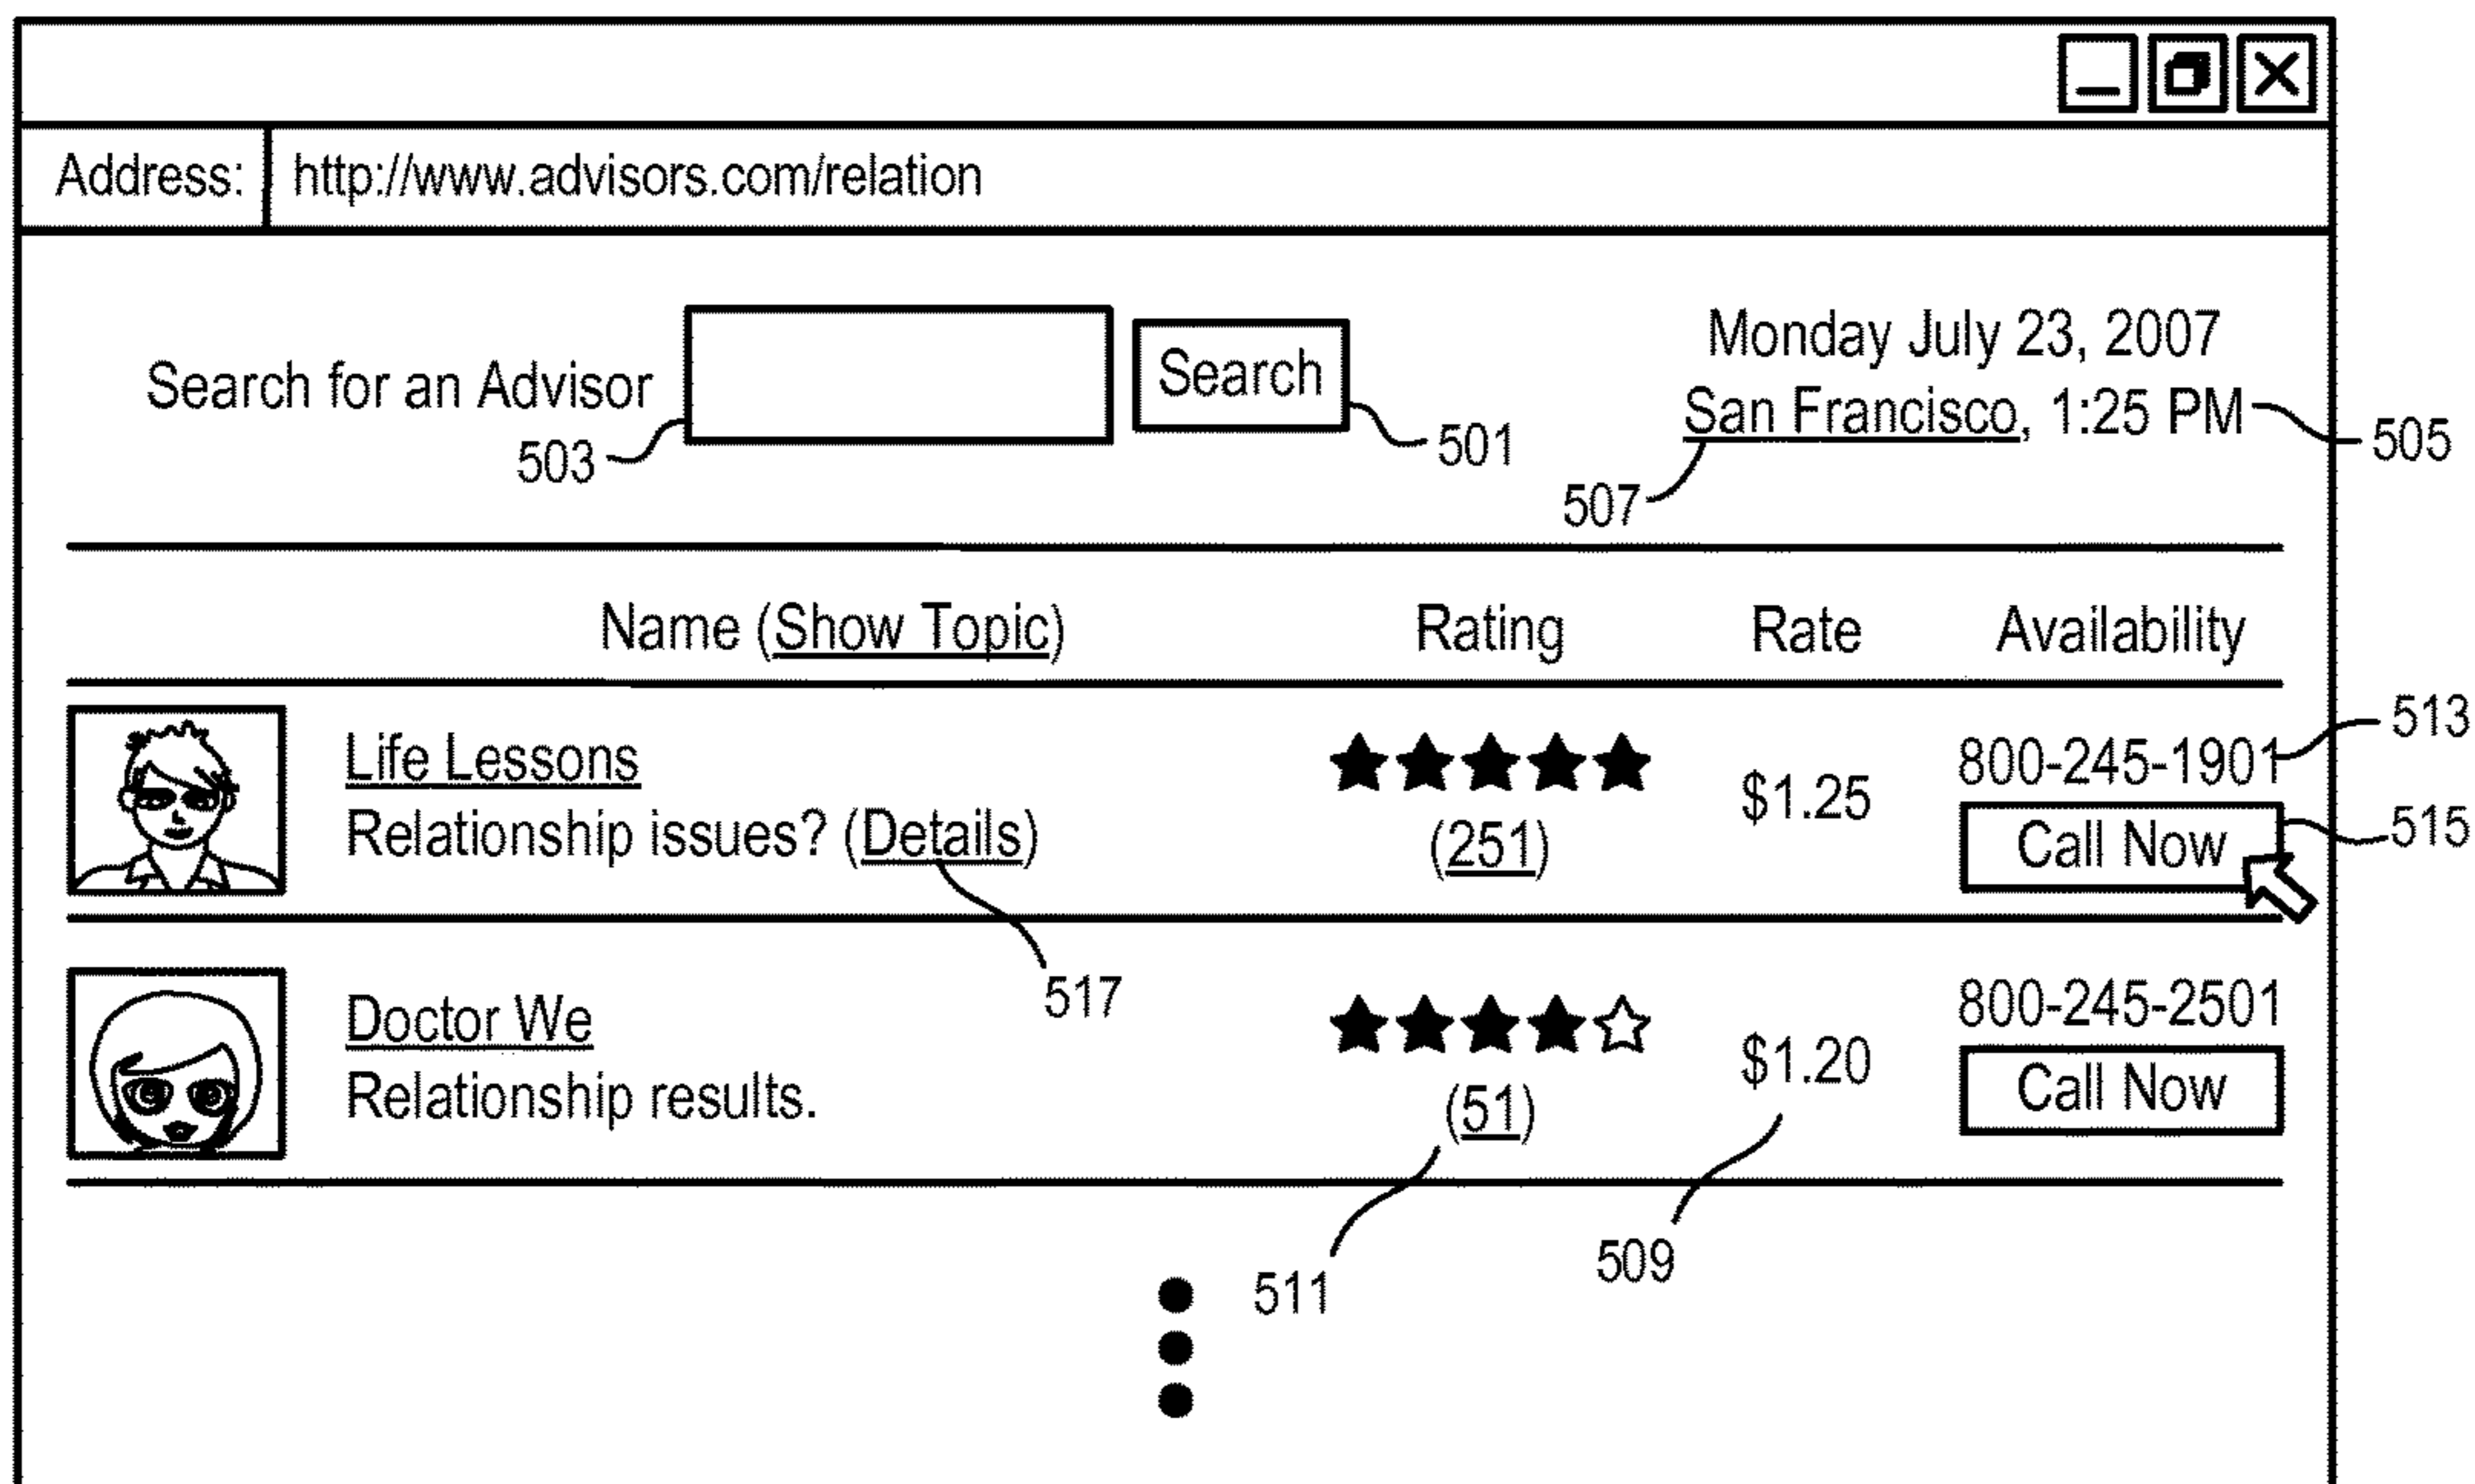 Address: http://www.advisors.com/relation
Monday July 23, 2007
Search for an Advisor Search San Francisco, 1:25 PM
503 501 507 505
Name (Show Topic) Rating Rate Availability
Life Lessons 800-245-1901 513
Relationship issues? (Details) (251) $1.25 Call Now 515
517
Doctor We 800-245-2501
Relationship results. (51) $1.20 Call Now
511 509